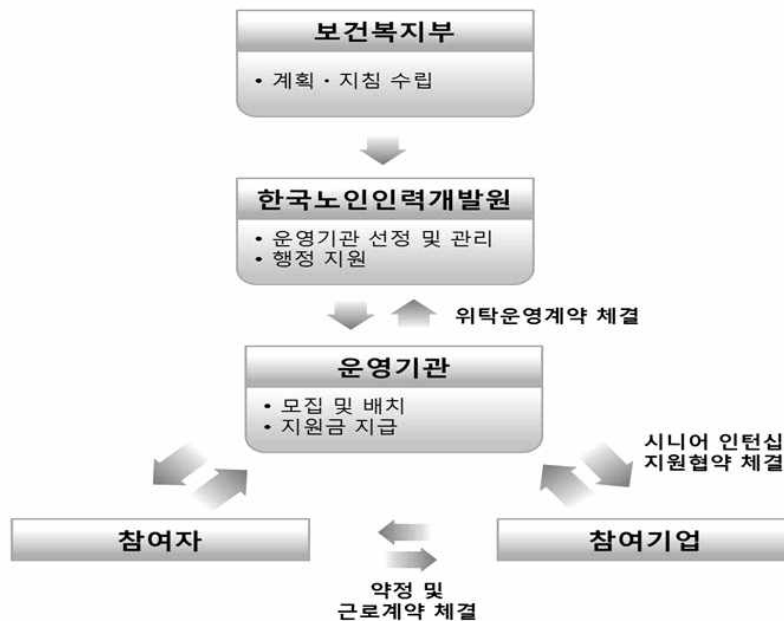 보건복지부
• 계획・지침 수립
한국노인인력개발원
• 운영기관 선정 및 관리
• 행정 지원
위탁운영계약 체결
운영기관
• 모집 및 배치
• 지원금 지급
시니어 인턴십
지원협약 체결
참여자
참여기업
약정 및
근로계약 체결